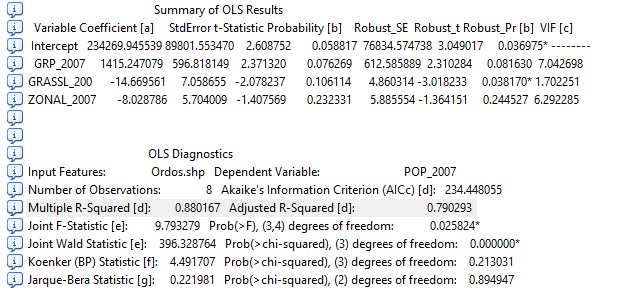 Summary of OLS Results
Variable Coefficient [a] StdError t-Statistic Probability [b] Robust_SE Robust_t Robust_Pr [b] VIF [c]
Intercept 234269.945539 89801.553470 2.608752 0.058817 76834.574738 3.049017 0.036975* --------
GRP_2007 1415.247079 596.818149 2.371320 0.076269 612.585889 2.310284 0.081630 7.042698
GRASSL_200 -14.669561 7.058655 -2.078237 0.106114 4.860314 -3.018233 0.038170* 1.702251
ZONAL_2007 -8.028786 5.704009 -1.407569 0.232331 5.885554 -1.364151 0.244527 6.292285
OLS Diagnostics
Input Features: Ordos.shp Dependent Variable: POP_2007
Number of Observations: 8 Akaike's Information Criterion (AICc) [d]: 234.448055
Multiple R-Squared [d]: 0.880167 Adjusted R-Squared [d]: 0.790293
Joint F-Statistic [e]: 9.793279 Prob(>F), (3,4) degrees of freedom: 0.025824*
Joint Wald Statistic [e]: 396.328764 Prob(>chi-squared), (3) degrees of freedom: 0.000000*
Koenker (BP) Statistic [f]: 4.491707 Prob(>chi-squared), (3) degrees of freedom: 0.213031
Jarque-Bera Statistic [g]: 0.221981 Prob(>chi-squared), (2) degrees of freedom: 0.894947